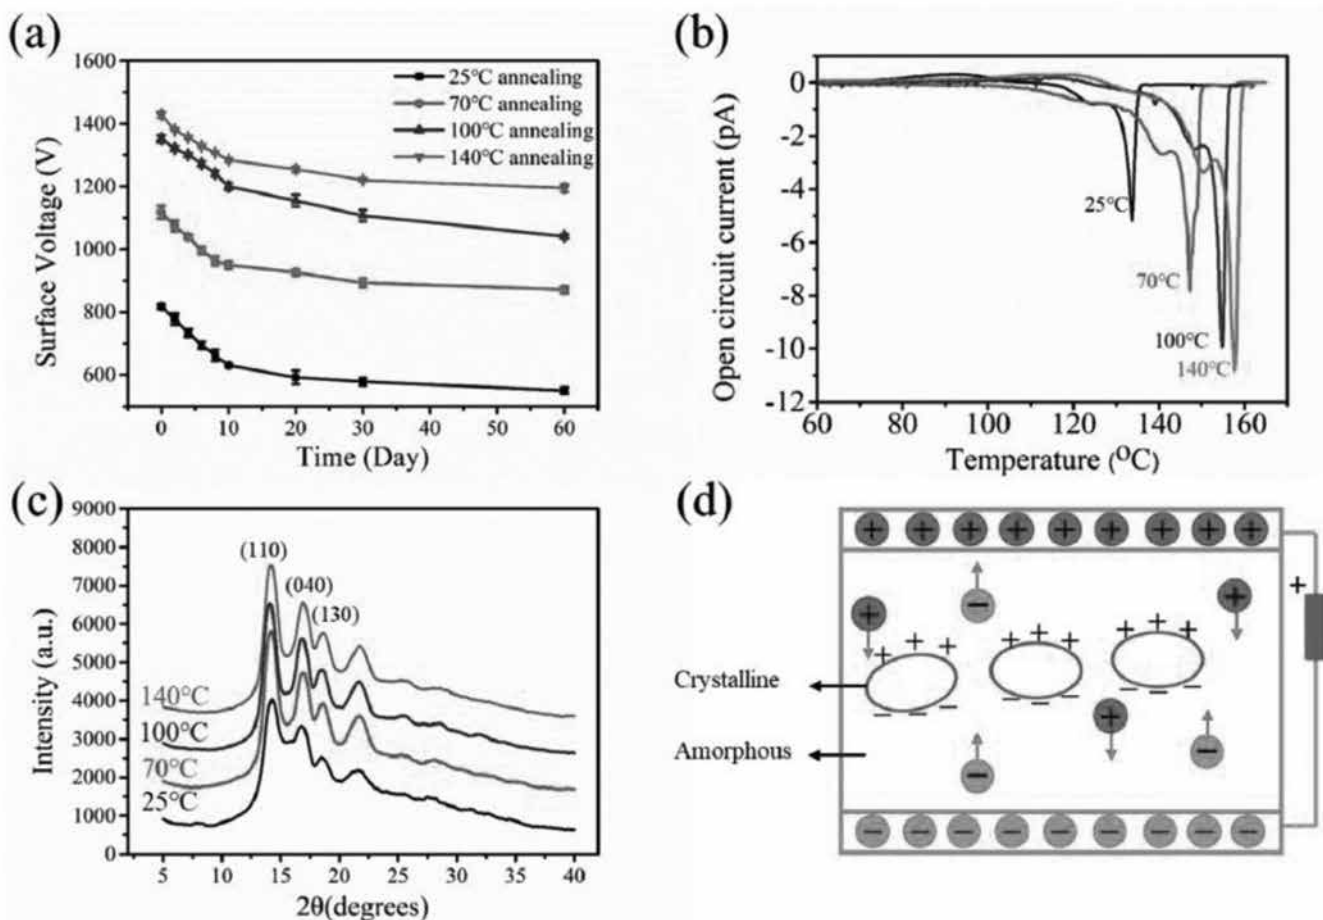 (a)
1600
1400
1200
1000
800
600
Surface Voltage (V)
25°C annealing
70°C annealing
100°C annealing
140°C annealing
0 10 20 30 40 50 60
Time (Day)
(b)
0
-2
-4
-6
-8
-10
-12
Open circuit current (pA)
25°C
70°C
100°C
140°C
60 80 100 120 140 160
Temperature (°C)
(c)
9000
8000
7000
6000
5000
4000
3000
2000
1000
0
Intensity (a.u.)
(110)
(040)
(130)
140°C
100°C
70°C
25°C
5 10 15 20 25 30 35 40
2θ(degrees)
(d)
+ + + + + + + + +
+
+ − +
+ + + + + + + + +
Crystalline
− − − − − − − − −
+
Amorphous
− −
− − − − − − − − −